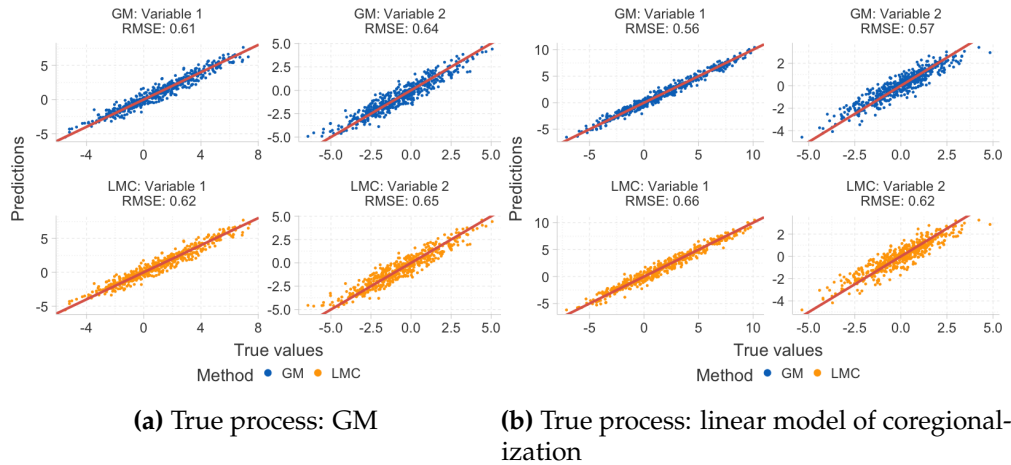 GM: Variable 1
RMSE: 0.61
GM: Variable 2
RMSE: 0.64
5
0
-5
-4
0
4
8
5.0
2.5
0.0
-2.5
-5.0
-5.0
-2.5
0.0
2.5
5.0
LMC: Variable 1
RMSE: 0.62
LMC: Variable 2
RMSE: 0.65
5
0
-5
-4
0
4
8
5.0
2.5
0.0
-2.5
-5.0
-5.0
-2.5
0.0
2.5
5.0
Predictions
True values
Method GM LMC
(a) True process: GM
GM: Variable 1
RMSE: 0.56
GM: Variable 2
RMSE: 0.57
10
5
0
-5
-5
0
5
10
2
0
-2
-4
-5.0
-2.5
0.0
2.5
5.0
LMC: Variable 1
RMSE: 0.66
LMC: Variable 2
RMSE: 0.62
10
5
0
-5
-5
0
5
10
2
0
-2
-4
-5.0
-2.5
0.0
2.5
5.0
Predictions
True values
Method GM LMC
(b) True process: linear model of coregional-
ization